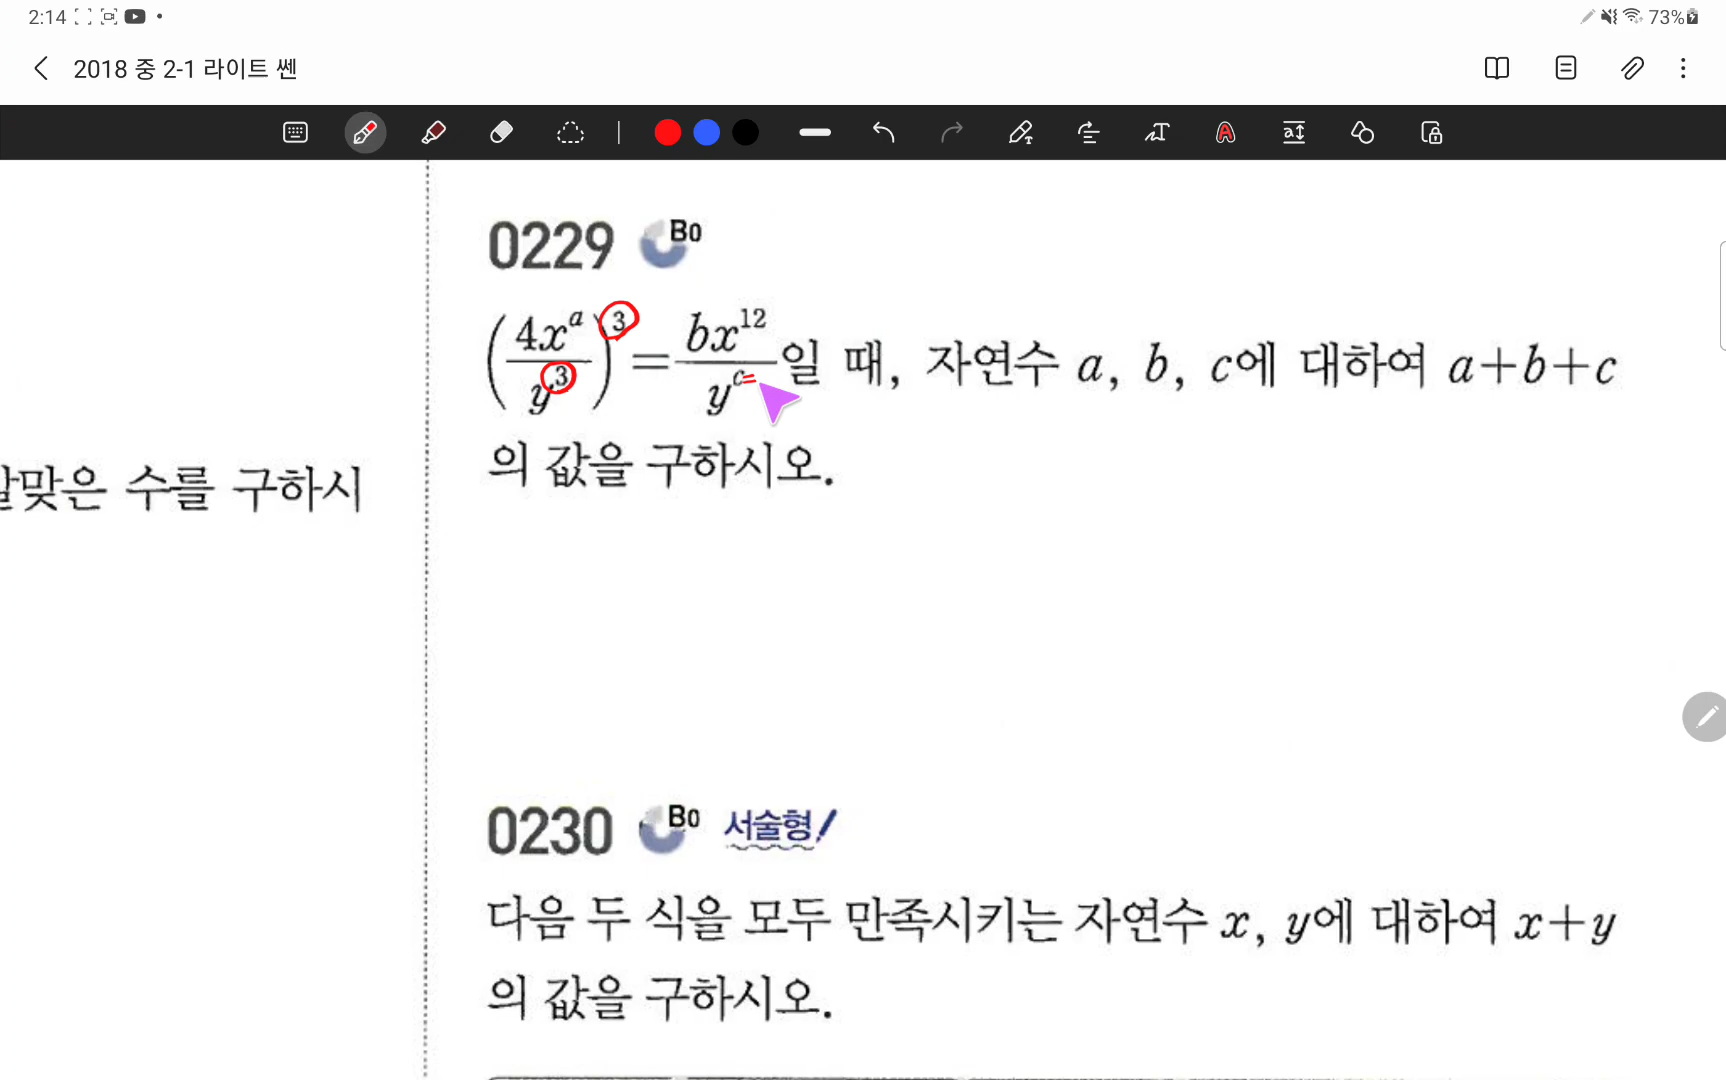 2:14 73%
2018 중 2-1 라이트 쎈
0229 B0
(4x^a / y^3)^3 = bx^12 / y^c = 일 때, 자연수 a, b, c에 대하여 a+b+c
의 값을 구하시오.
맞은 수를 구하시
0230 B0 서술형!
다음 두 식을 모두 만족시키는 자연수 x, y에 대하여 x+y
의 값을 구하시오.